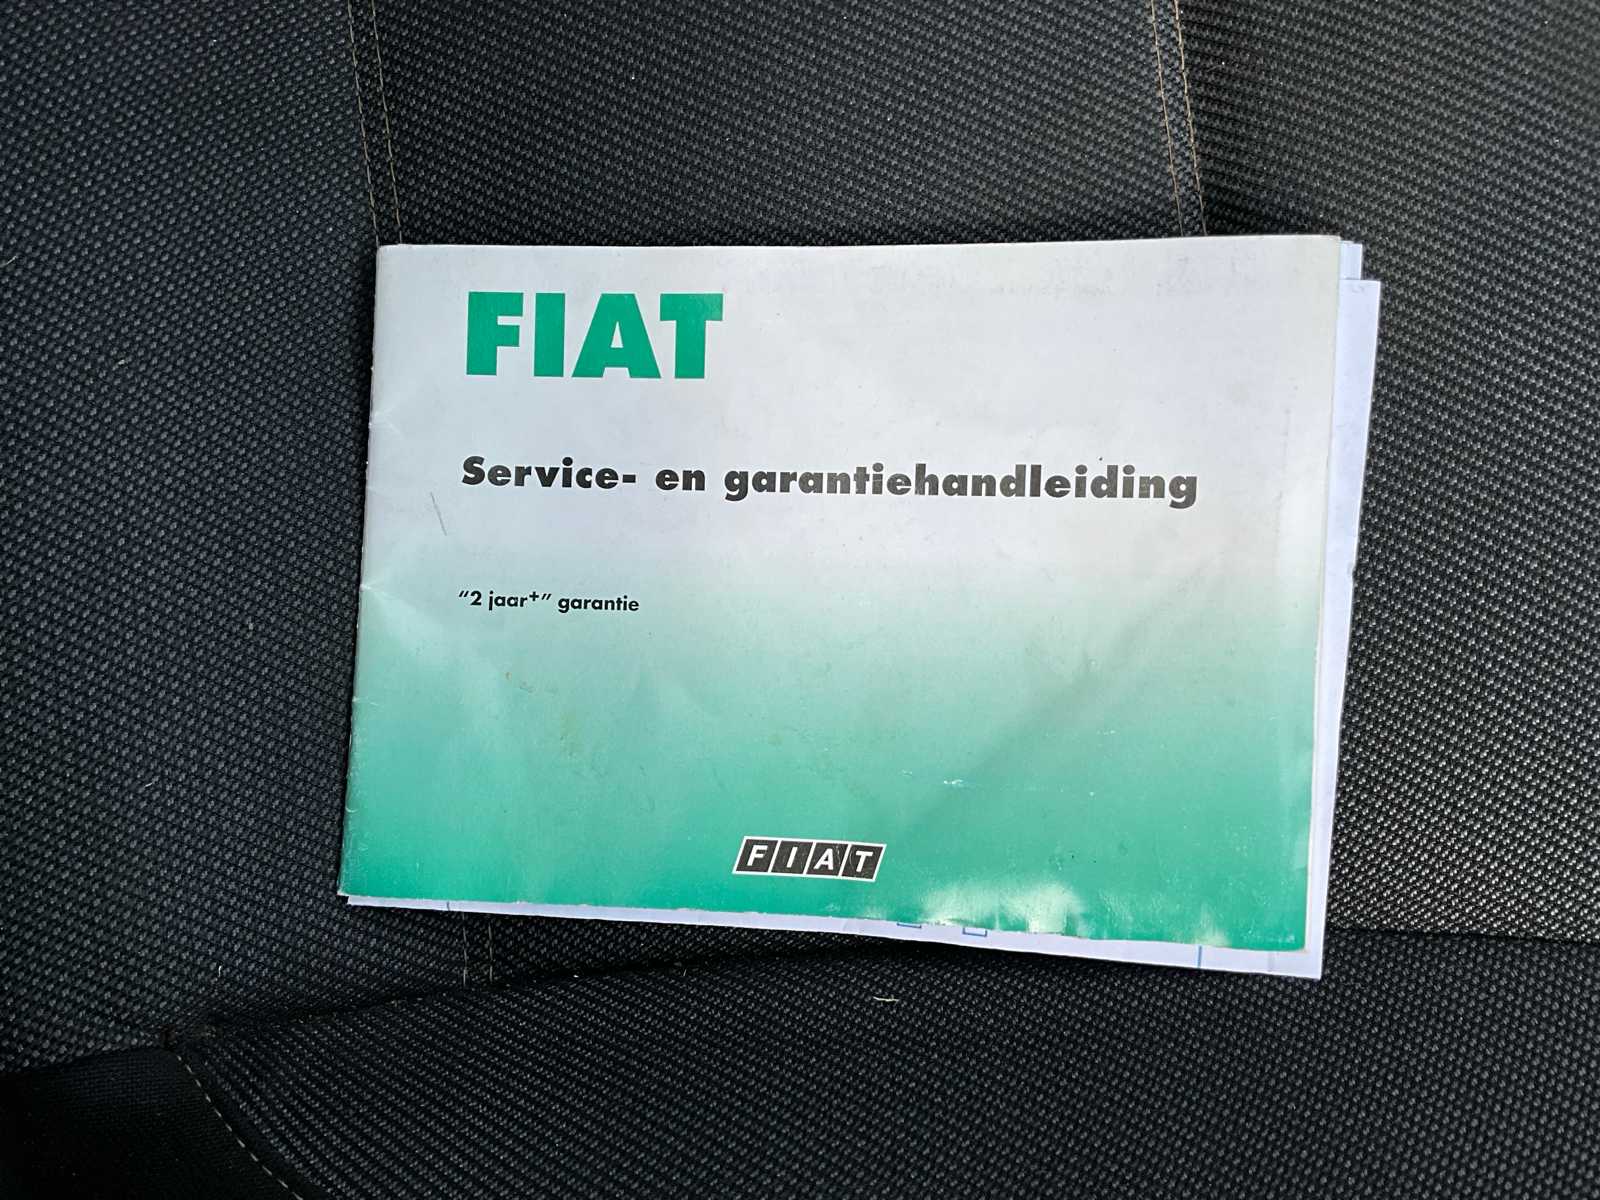 FIAT
Service- en garantiehandleiding
"2 jaar+" garantie
FIAT